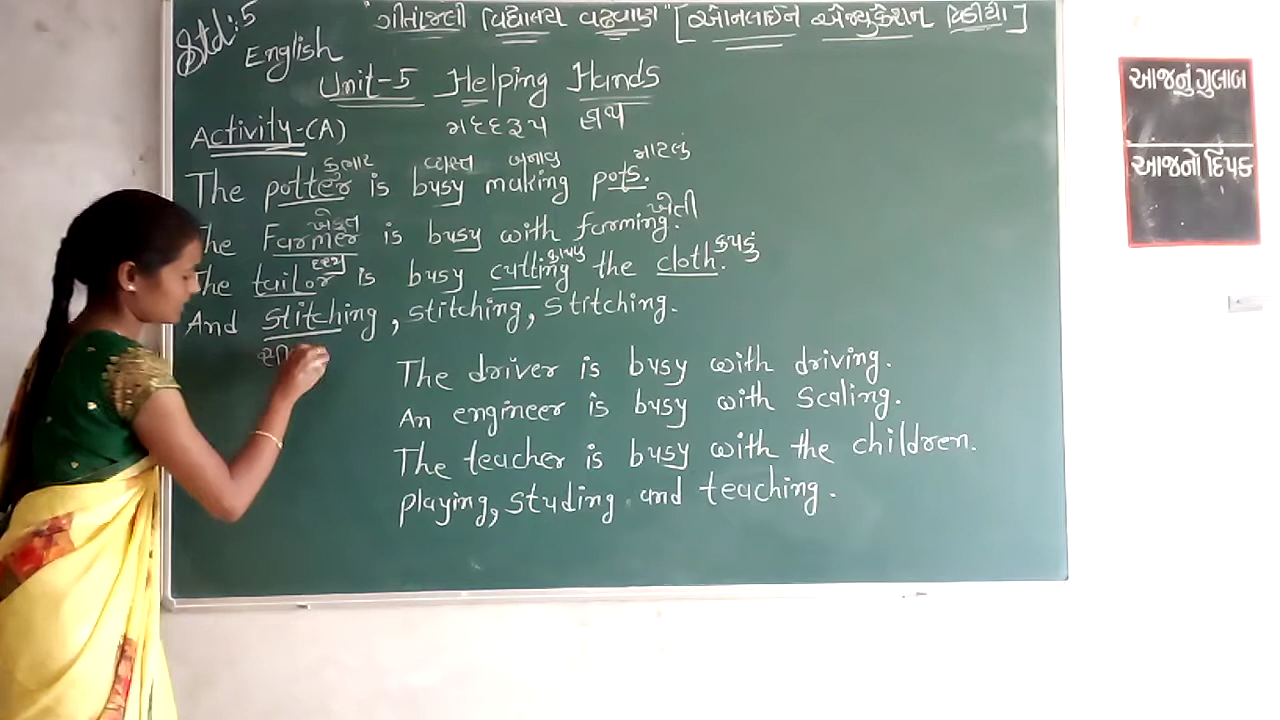 Std:5
"ગીતાંજલી વિદ્યાલય વઢવાણ" [ઓનલાઈન એજ્યુકેશન વિડીયો]
English
Unit-5 Helping Hands
મદદરૂપ હાથ
Activity-(A)
કુંભાર વ્યસ્ત બનાવુ માટલું
The potter is busy making pots.
ખેડૂત ખેતી
The Farmer is busy with farming.
દરજી કાપવુ કપડું
The tailor is busy cutting the cloth.
And stitching, stitching, stitching.
સી
The driver is busy with driving.
An engineer is busy with scaling.
The teacher is busy with the children.
playing, studing and teaching.
આજનું ગુલાબ
આજનો દિપક